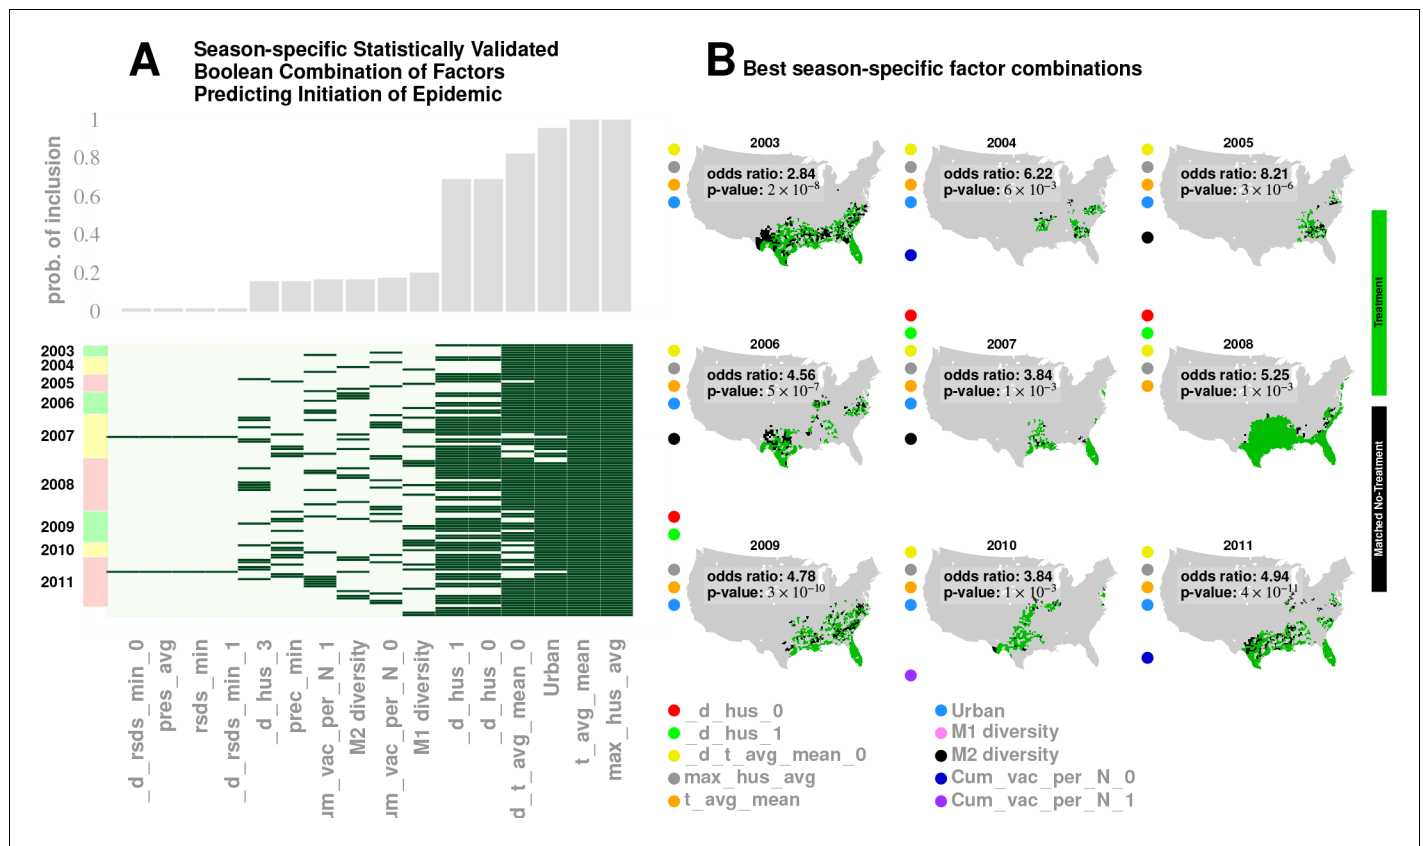 A
Season-specific Statistically Validated
Boolean Combination of Factors
Predicting Initiation of Epidemic
prob. of inclusion
1
0.8
0.6
0.4
0.2
0
2003
2004
2005
2006
2007
2008
2009
2010
2011
_d_rsds_min_0
pres_avg
rsds_min
_d_rsds_min_1
_d_hus_3
prec_min
um_vac_per_N_1
M2 diversity
um_vac_per_N_0
M1 diversity
_d_hus_1
_d_hus_0
d_t_avg_mean_0
Urban
t_avg_mean
max_hus_avg
B
Best season-specific factor combinations
2003
odds ratio: 2.84
p-value: 2 × 10⁻⁸
2004
odds ratio: 6.22
p-value: 6 × 10⁻³
2005
odds ratio: 8.21
p-value: 3 × 10⁻⁶
2006
odds ratio: 4.56
p-value: 5 × 10⁻⁷
2007
odds ratio: 3.84
p-value: 1 × 10⁻³
2008
odds ratio: 5.25
p-value: 1 × 10⁻³
2009
odds ratio: 4.78
p-value: 3 × 10⁻¹⁰
2010
odds ratio: 3.84
p-value: 1 × 10⁻³
2011
odds ratio: 4.94
p-value: 4 × 10⁻¹¹
Treatment
Matched No-Treatment
_d_hus_0
_d_hus_1
_d_t_avg_mean_0
max_hus_avg
t_avg_mean
Urban
M1 diversity
M2 diversity
Cum_vac_per_N_0
Cum_vac_per_N_1